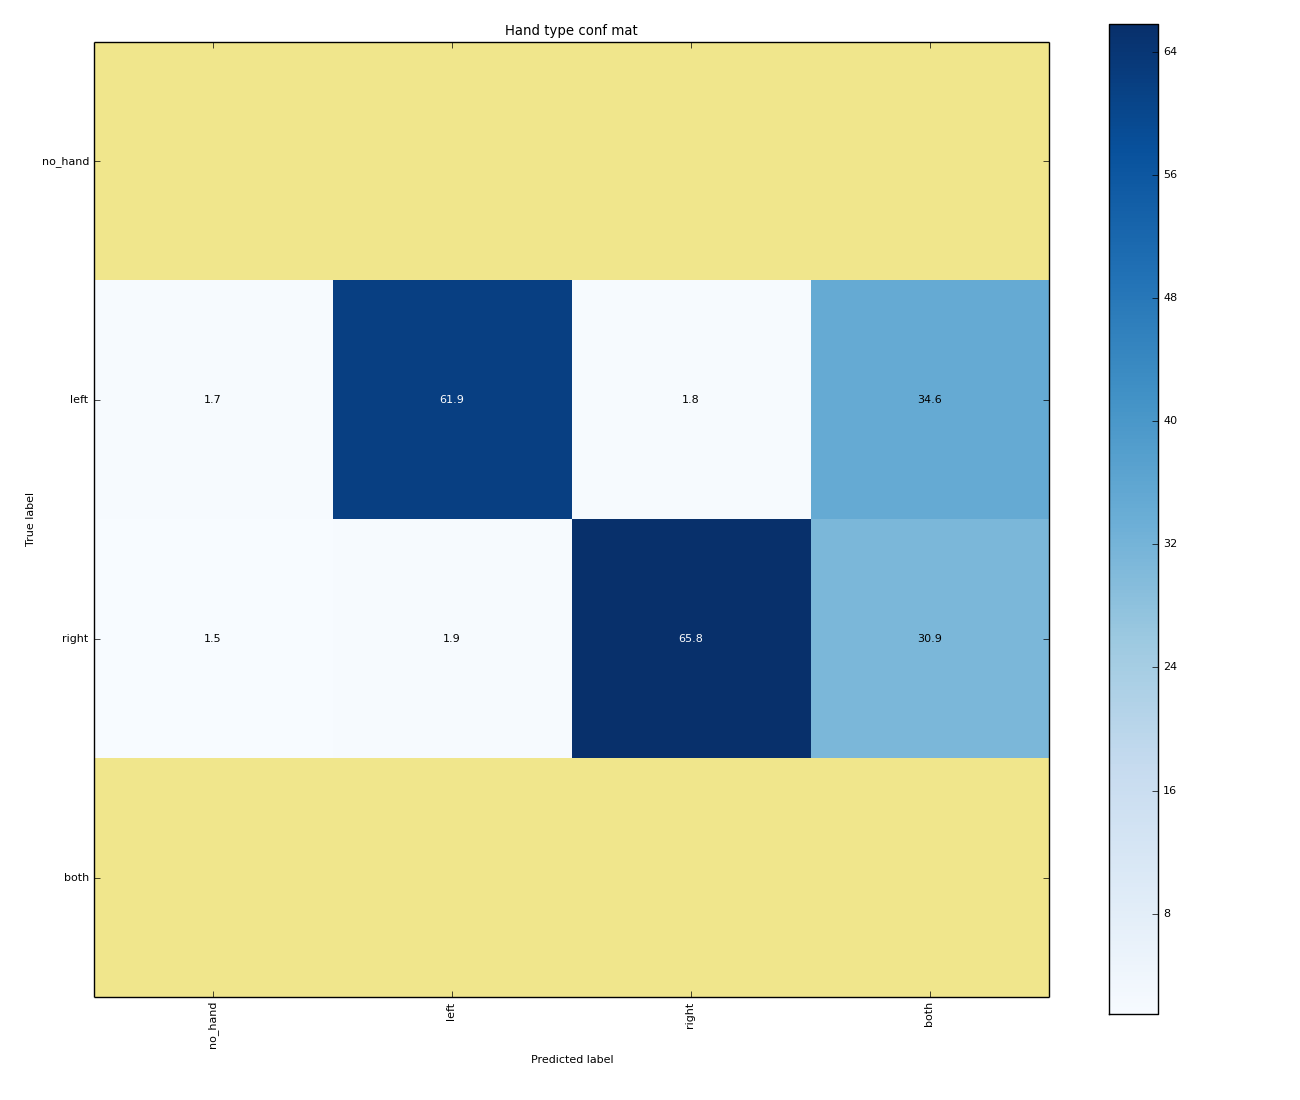 Hand type conf mat
no_hand
left
1.7 61.9 1.8 34.6
right
1.5 1.9 65.8 30.9
both
True label
no_hand left right both
Predicted label
64
56
48
40
32
24
16
8